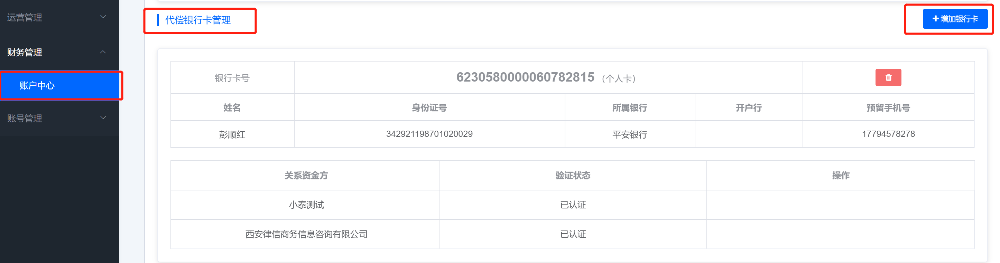 运营管理
财务管理
账户中心
账号管理
代偿银行卡管理
增加银行卡
银行卡号 6230580000060782815 (个人卡)
姓名 身份证号 所属银行 开户行 预留手机号
彭顺红 342921198701020029 平安银行 17794578278
关系资金方 验证状态 操作
小泰测试 已认证
西安律信商务信息咨询有限公司 已认证